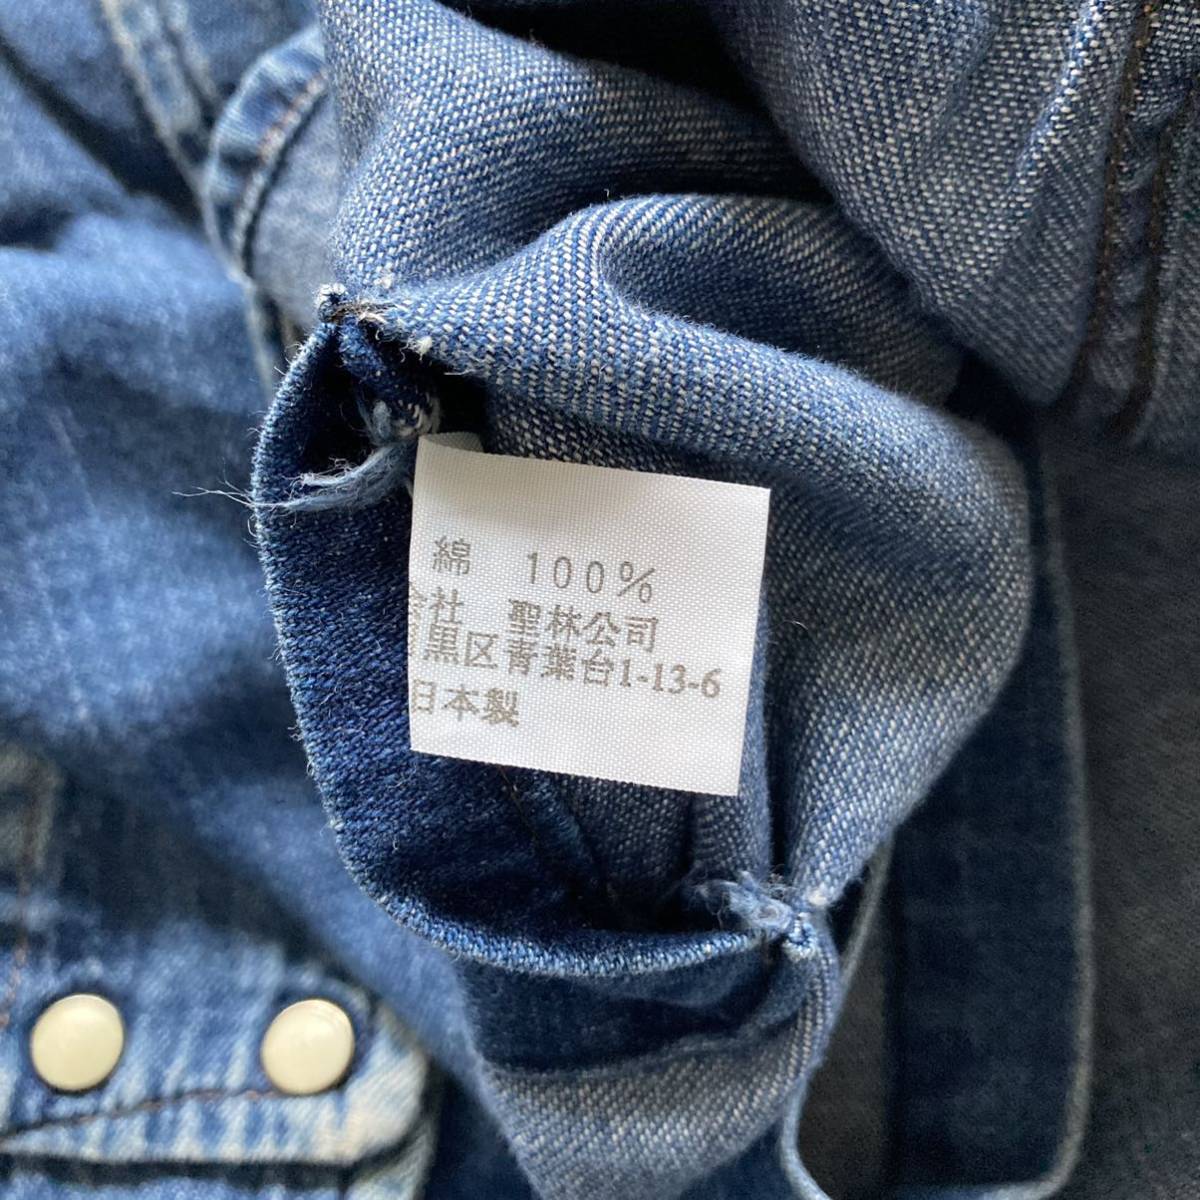 綿 100%
会社 聖林公司
黒区青葉台1-13-6
日本製